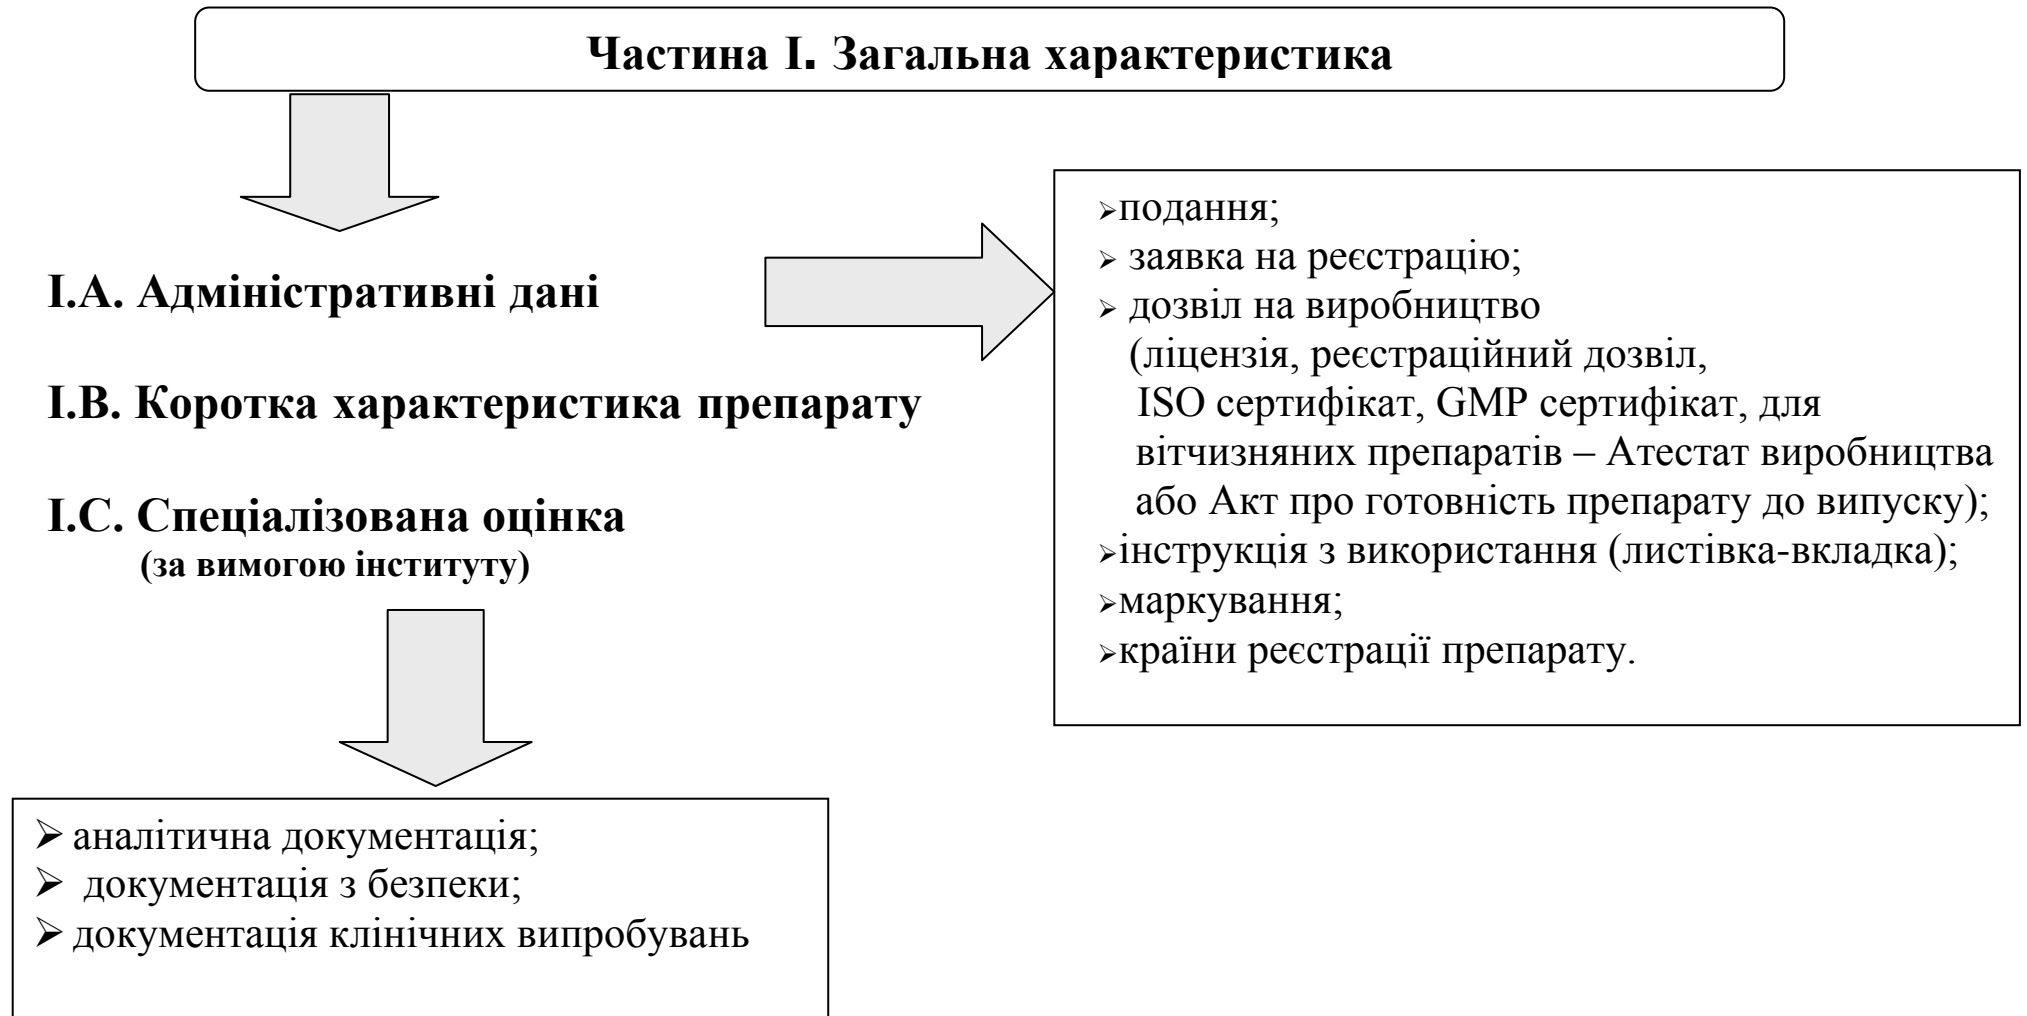 Частина І. Загальна характеристика
І.А. Адміністративні дані
І.В. Коротка характеристика препарату
І.С. Спеціалізована оцінка
(за вимогою інституту)
➢подання;
➢ заявка на реєстрацію;
➢ дозвіл на виробництво
(ліцензія, реєстраційний дозвіл,
ISO сертифікат, GMP сертифікат, для
вітчизняних препаратів – Атестат виробництва
або Акт про готовність препарату до випуску);
➢інструкція з використання (листівка-вкладка);
➢маркування;
➢країни реєстрації препарату.
➢ аналітична документація;
➢ документація з безпеки;
➢ документація клінічних випробувань